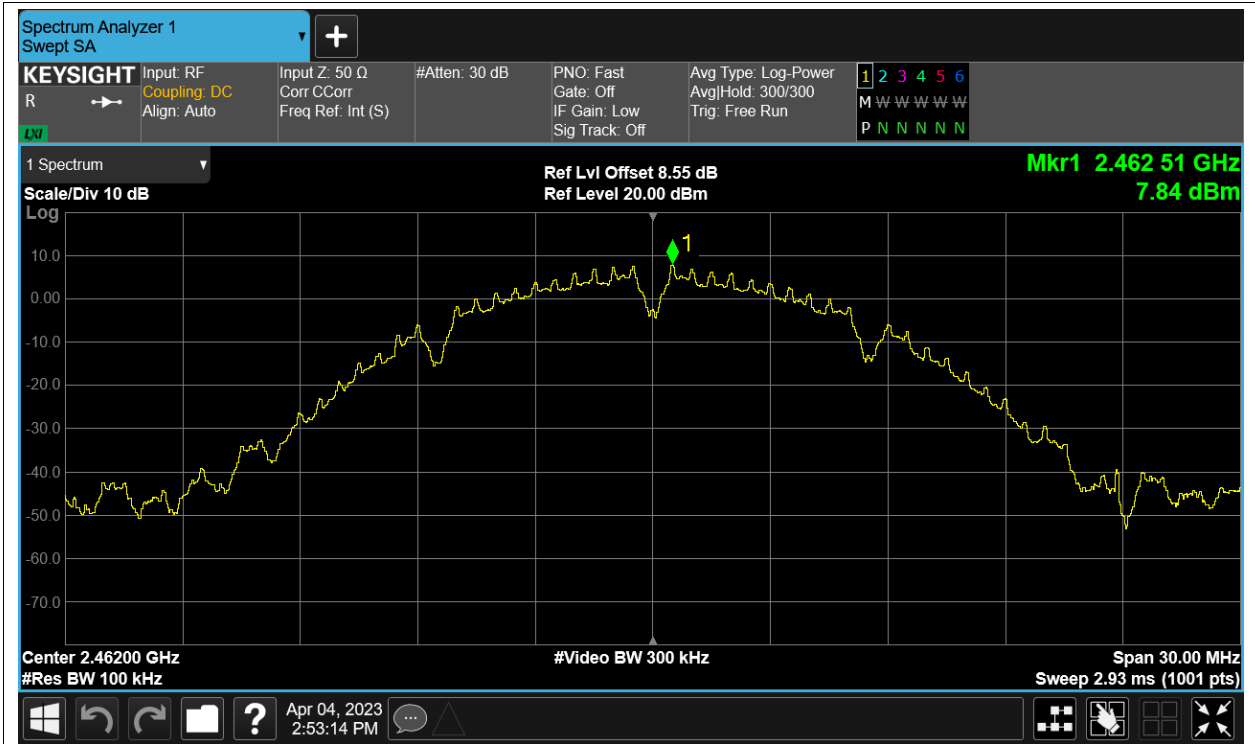 Spectrum Analyzer 1
Swept SA
KEYSIGHT
R
LXI
Input: RF
Coupling: DC
Align: Auto
Input Z: 50 Ω
Corr CCorr
Freq Ref: Int (S)
#Atten: 30 dB
PNO: Fast
Gate: Off
IF Gain: Low
Sig Track: Off
Avg Type: Log-Power
Avg|Hold: 300/300
Trig: Free Run
1 2 3 4 5 6
M W W W W W
P N N N N N
1 Spectrum
Scale/Div 10 dB
Log
Ref Lvl Offset 8.55 dB
Ref Level 20.00 dBm
Mkr1 2.462 51 GHz
7.84 dBm
1
10.0
0.00
-10.0
-20.0
-30.0
-40.0
-50.0
-60.0
-70.0
Center 2.46200 GHz
#Video BW 300 kHz
Span 30.00 MHz
#Res BW 100 kHz
Sweep 2.93 ms (1001 pts)
?
Apr 04, 2023
2:53:14 PM